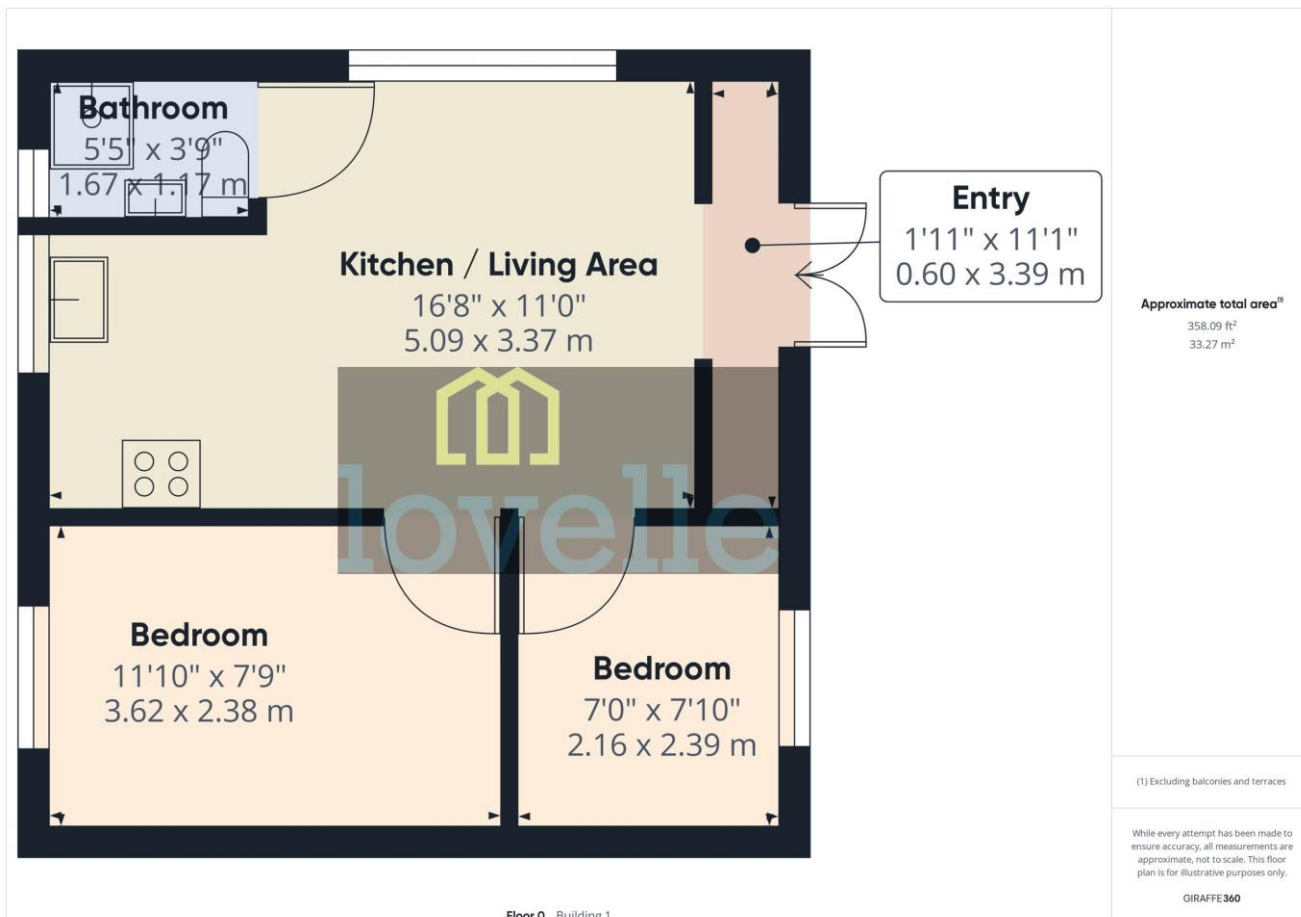 Bathroom
5'5" x 3'9"
1.67 x 1.17 m
Entry
1'11" x 11'1"
0.60 x 3.39 m
Kitchen / Living Area
16'8" x 11'0"
5.09 x 3.37 m
lovelle
Bedroom
11'10" x 7'9"
3.62 x 2.38 m
Bedroom
7'0" x 7'10"
2.16 x 2.39 m
Floor 0 Building 1
Approximate total area⁽¹⁾
358.09 ft²
33.27 m²
(1) Excluding balconies and terraces
While every attempt has been made to
ensure accuracy, all measurements are
approximate, not to scale. This floor
plan is for illustrative purposes only.
GIRAFFE360